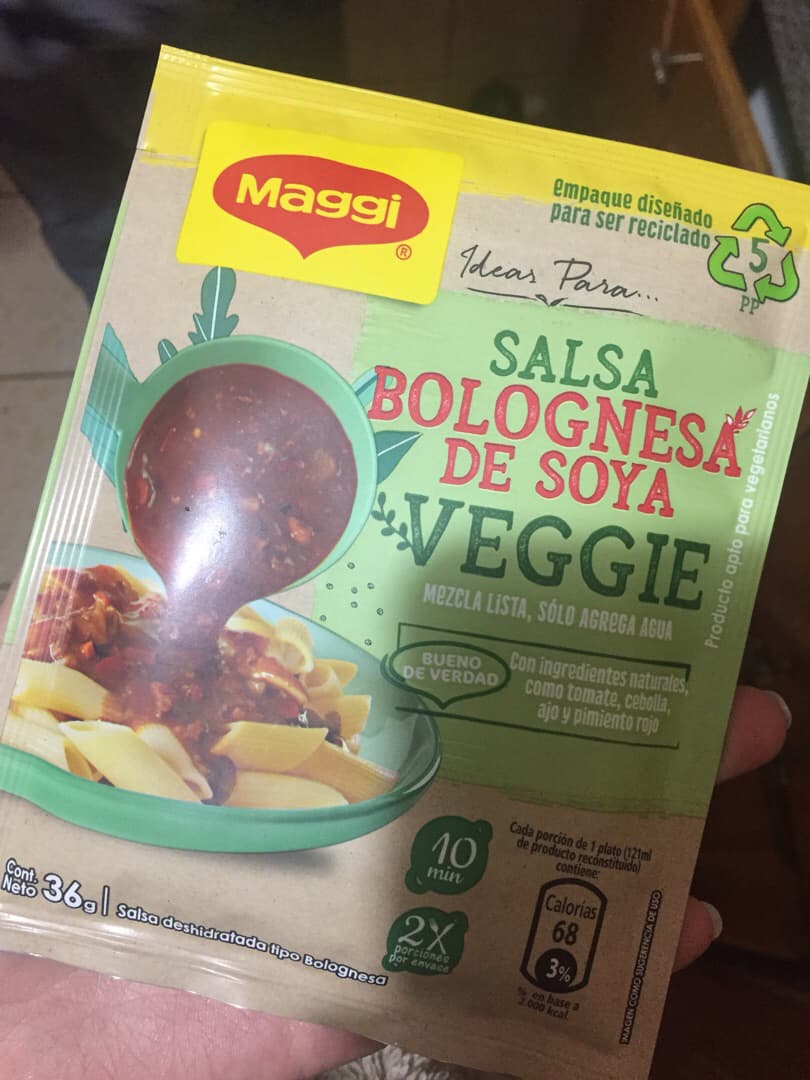 Maggi®
empaque diseñado
para ser reciclado
5
PP
Ideas Para...
SALSA
BOLOGNESA
DE SOYA
VEGGIE
MEZCLA LISTA, SÓLO AGREGA AGUA
Producto apto para vegetarianos
BUENO
DE VERDAD
Con ingredientes naturales,
como tomate, cebolla,
ajo y pimiento rojo
10
min
2X
porciones
por envase
Cada porción de 1 plato (121ml
de producto reconstituido)
contiene:
Calorías
68
3%
% en base a
2.000 kcal.
Cont.
Neto 36g | Salsa deshidratada tipo Bolognesa
IMAGEN COMO SUGERENCIA DE USO